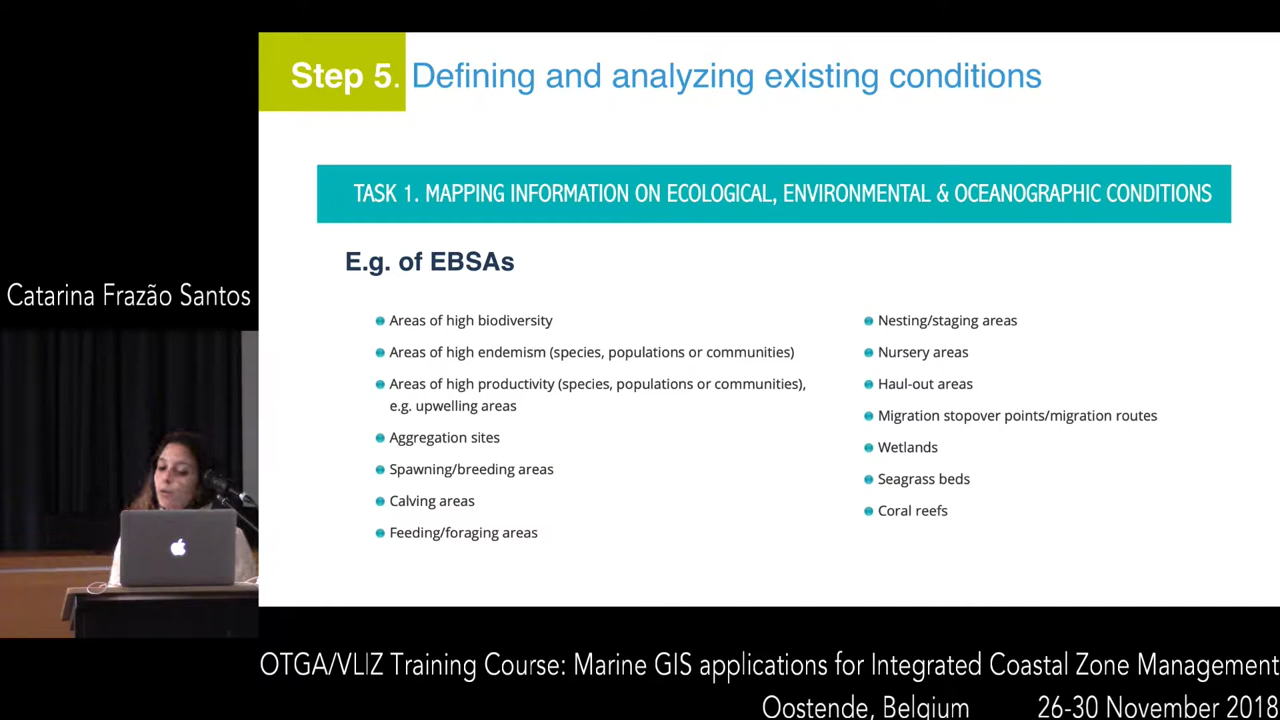 Step 5. Defining and analyzing existing conditions
TASK 1. MAPPING INFORMATION ON ECOLOGICAL, ENVIRONMENTAL & OCEANOGRAPHIC CONDITIONS
E.g. of EBSAs
Catarina Frazão Santos
Areas of high biodiversity
Areas of high endemism (species, populations or communities)
Areas of high productivity (species, populations or communities),
e.g. upwelling areas
Aggregation sites
Spawning/breeding areas
Calving areas
Feeding/foraging areas
Nesting/staging areas
Nursery areas
Haul-out areas
Migration stopover points/migration routes
Wetlands
Seagrass beds
Coral reefs
OTGA/VLIZ Training Course: Marine GIS applications for Integrated Coastal Zone Management
Oostende, Belgium 26-30 November 2018